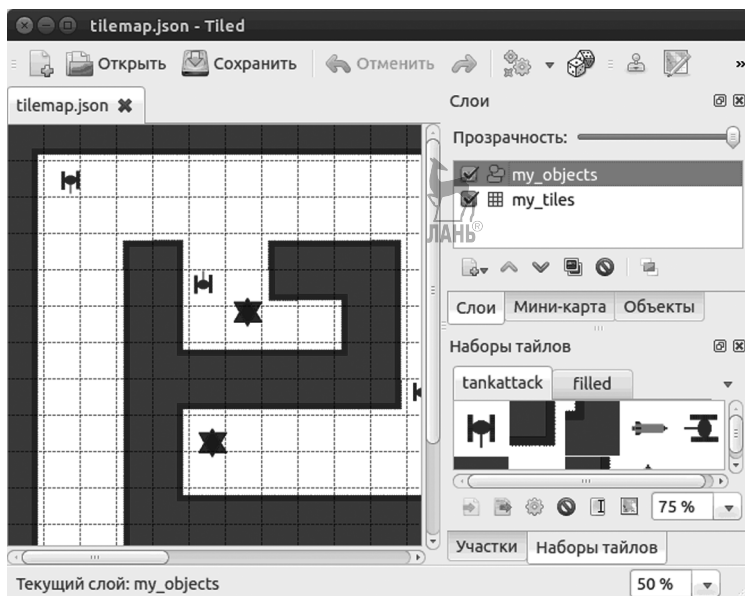 tilemap.json - Tiled
Открыть Сохранить Отменить »
tilemap.json
Слои
Прозрачность:
my_objects
my_tiles
ЛАНЬ®
Слои Мини-карта Объекты
Наборы тайлов
tankattack filled
75 %
Участки Наборы тайлов
Текущий слой: my_objects 50 %